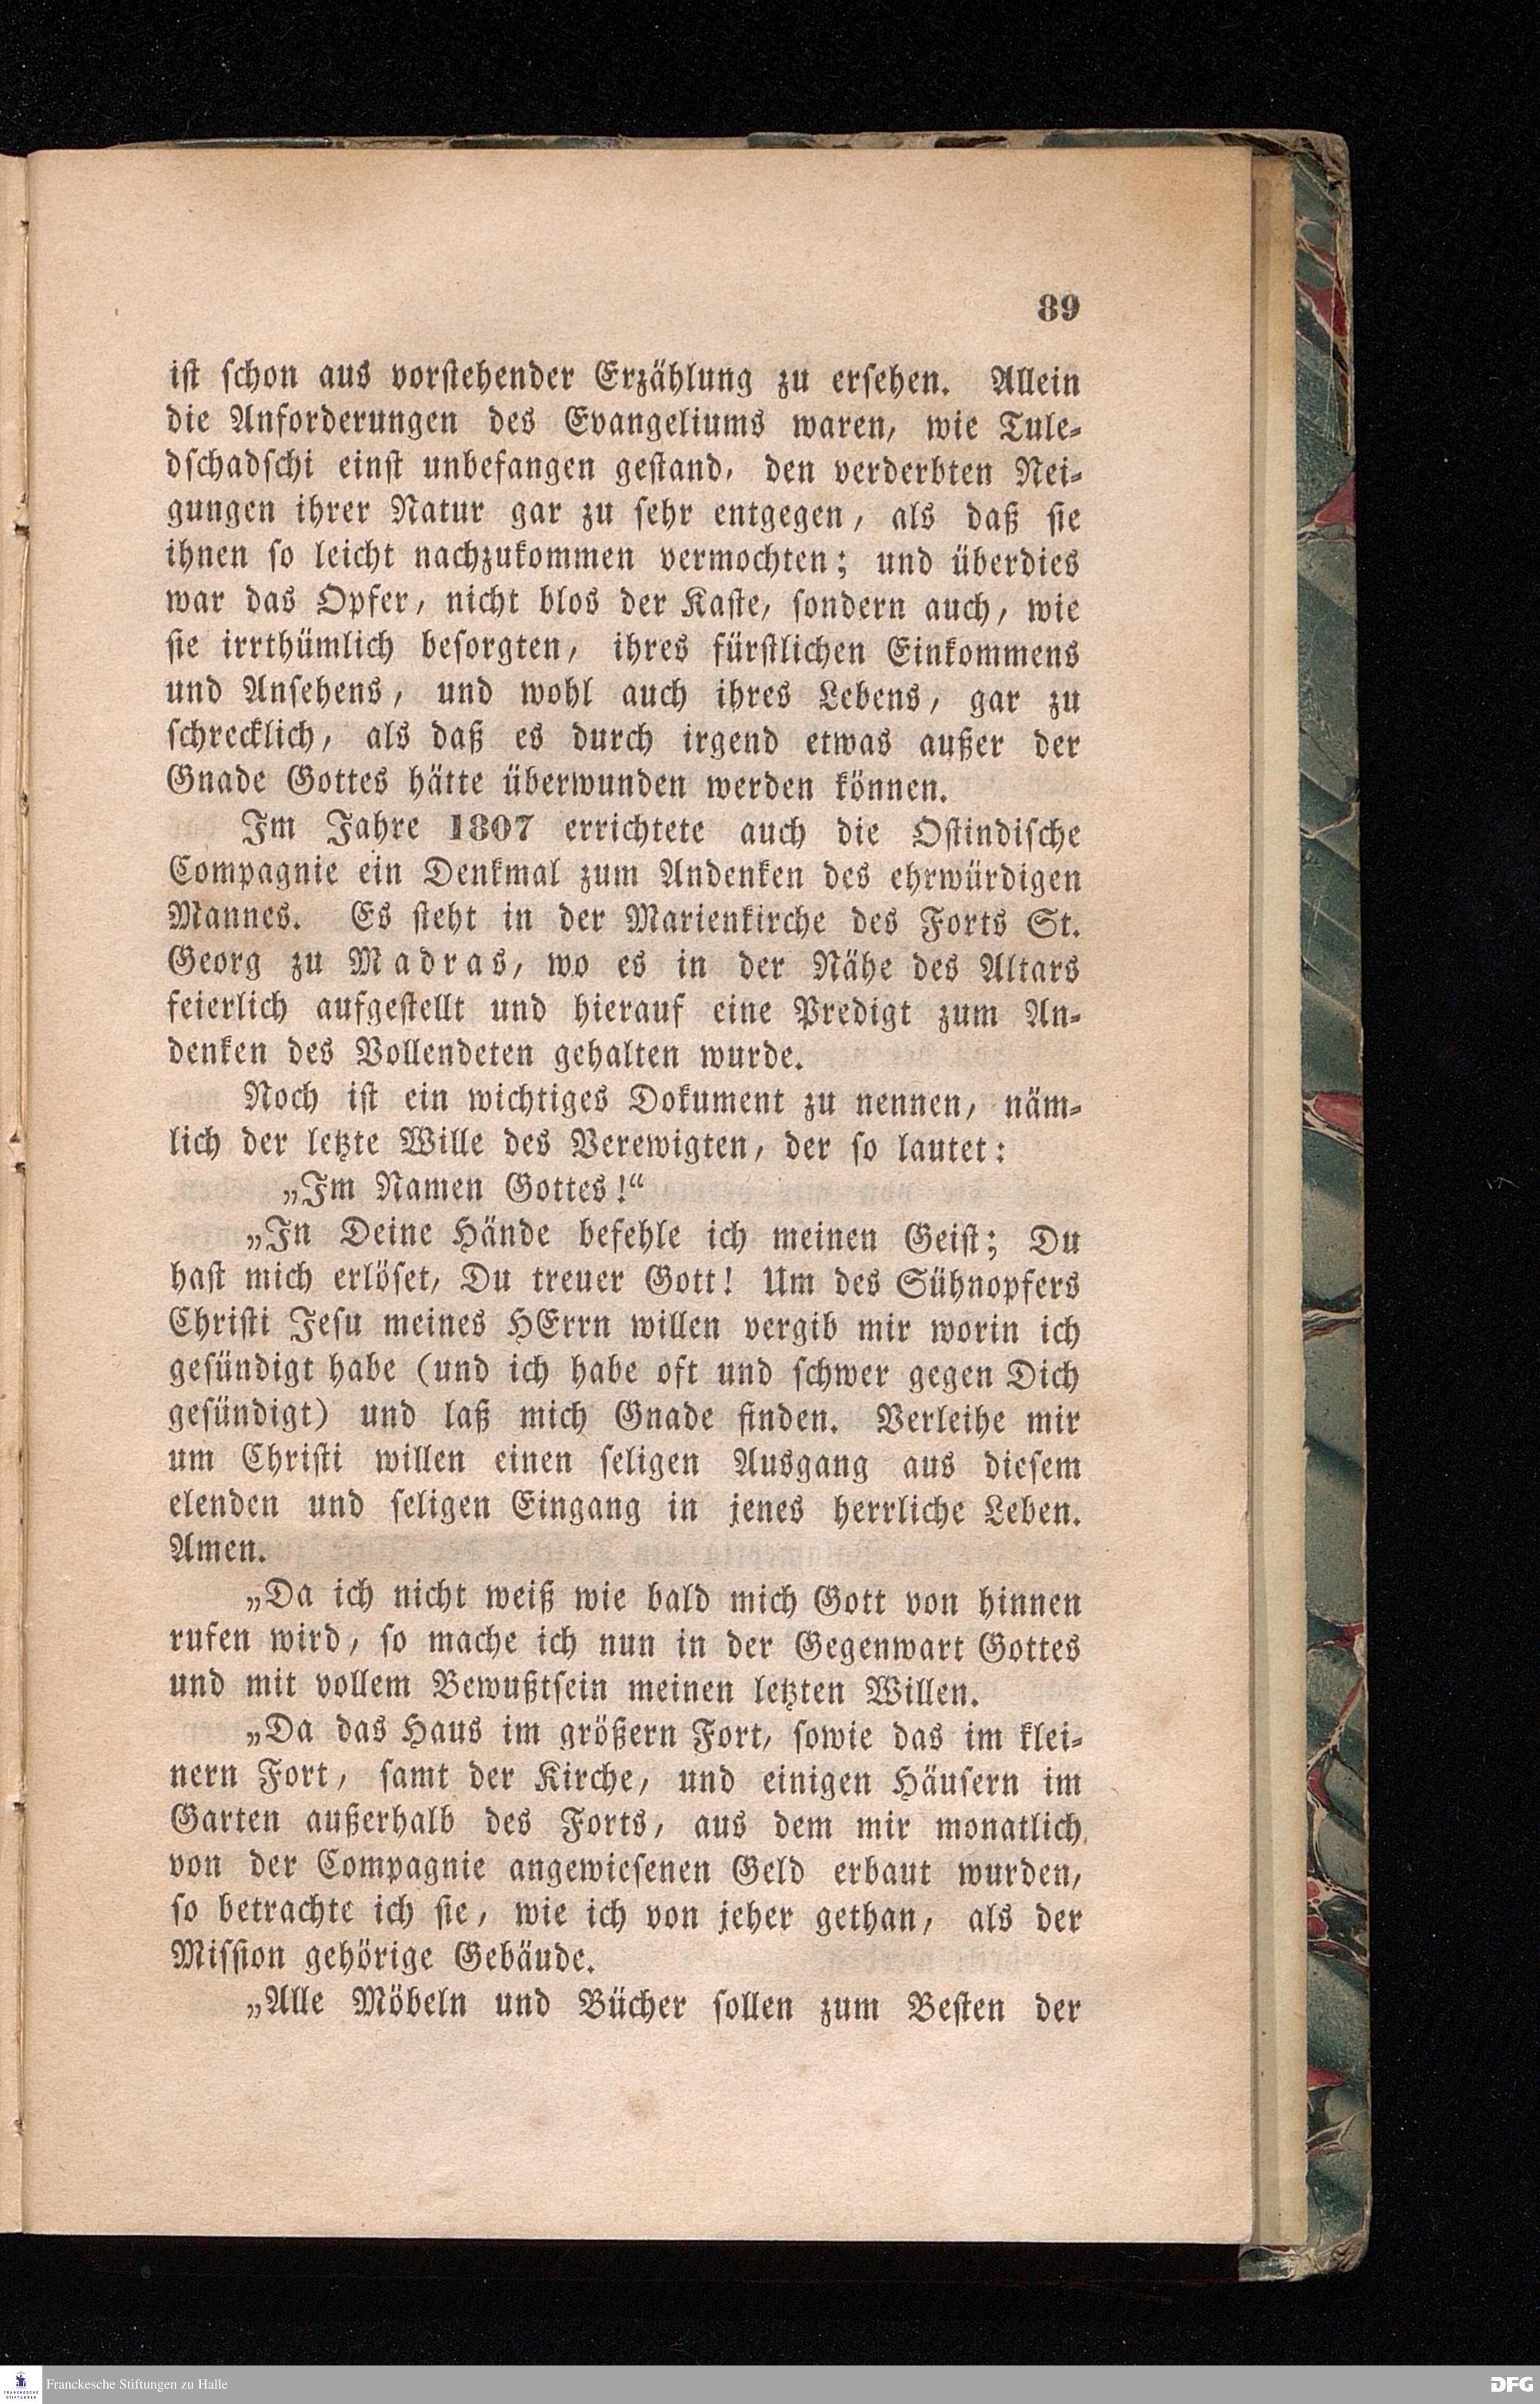 89
ist schon aus vorstehender Erzählung zu ersehen. Allein
die Anforderungen des Evangeliums waren, wie Tule-
dschadschi einst unbefangen gestand, den verderbten Nei-
gungen ihrer Natur gar zu sehr entgegen, als daß sie
ihnen so leicht nachzukommen vermochten; und überdies
war das Opfer, nicht blos der Kaste, sondern auch, wie
sie irrthümlich besorgten, ihres fürstlichen Einkommens
und Ansehens, und wohl auch ihres Lebens, gar zu
schrecklich, als daß es durch irgend etwas außer der
Gnade Gottes hätte überwunden werden können.
Im Jahre 1807 errichtete auch die Ostindische
Compagnie ein Denkmal zum Andenken des ehrwürdigen
Mannes. Es steht in der Marienkirche des Forts St.
Georg zu Madras, wo es in der Nähe des Altars
feierlich aufgestellt und hierauf eine Predigt zum An-
denken des Vollendeten gehalten wurde.
Noch ist ein wichtiges Dokument zu nennen, näm-
lich der letzte Wille des Verewigten, der so lautet:
„Im Namen Gottes!“
„In Deine Hände befehle ich meinen Geist; Du
hast mich erlöset, Du treuer Gott! Um des Sühnopfers
Christi Jesu meines HErrn willen vergib mir worin ich
gesündigt habe (und ich habe oft und schwer gegen Dich
gesündigt) und laß mich Gnade finden. Verleihe mir
um Christi willen einen seligen Ausgang aus diesem
elenden und seligen Eingang in jenes herrliche Leben.
Amen.
„Da ich nicht weiß wie bald mich Gott von hinnen
rufen wird, so mache ich nun in der Gegenwart Gottes
und mit vollem Bewußtsein meinen letzten Willen.
„Da das Haus im größern Fort, sowie das im klei-
nern Fort, samt der Kirche, und einigen Häusern im
Garten außerhalb des Forts, aus dem mir monatlich
von der Compagnie angewiesenen Geld erbaut wurden,
so betrachte ich sie, wie ich von jeher gethan, als der
Mission gehörige Gebäude.
„Alle Möbeln und Bücher sollen zum Besten der
FRANCKESCHE
STIFTUNGEN
Franckesche Stiftungen zu Halle
DFG